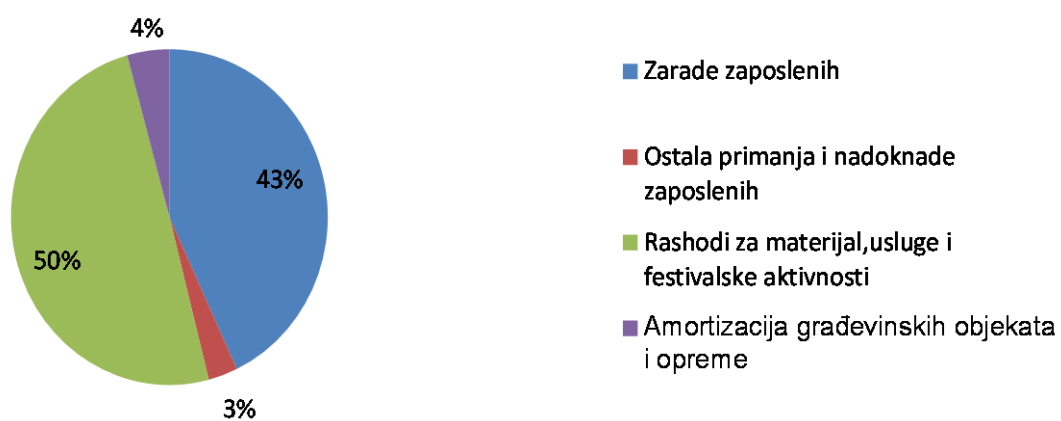 4%
43%
50%
3%
Zarade zaposlenih
Ostala primanja i nadoknade
zaposlenih
Rashodi za materijal,usluge i
festivalske aktivnosti
Amortizacija građevinskih objekata
i opreme